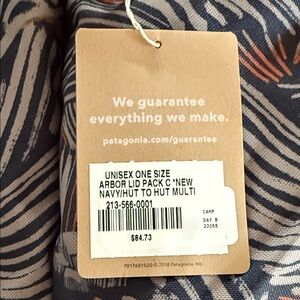 We guarantee
everything we make.
patagonia.com/guarantee
UNISEX ONE SIZE
ARBOR LID PACK C *NEW
NAVY/HUT TO HUT MULTI
213-566-0001
CAMP
DAY B
22055
$84.73
7017601020 © 2018 Patagonia, Inc.